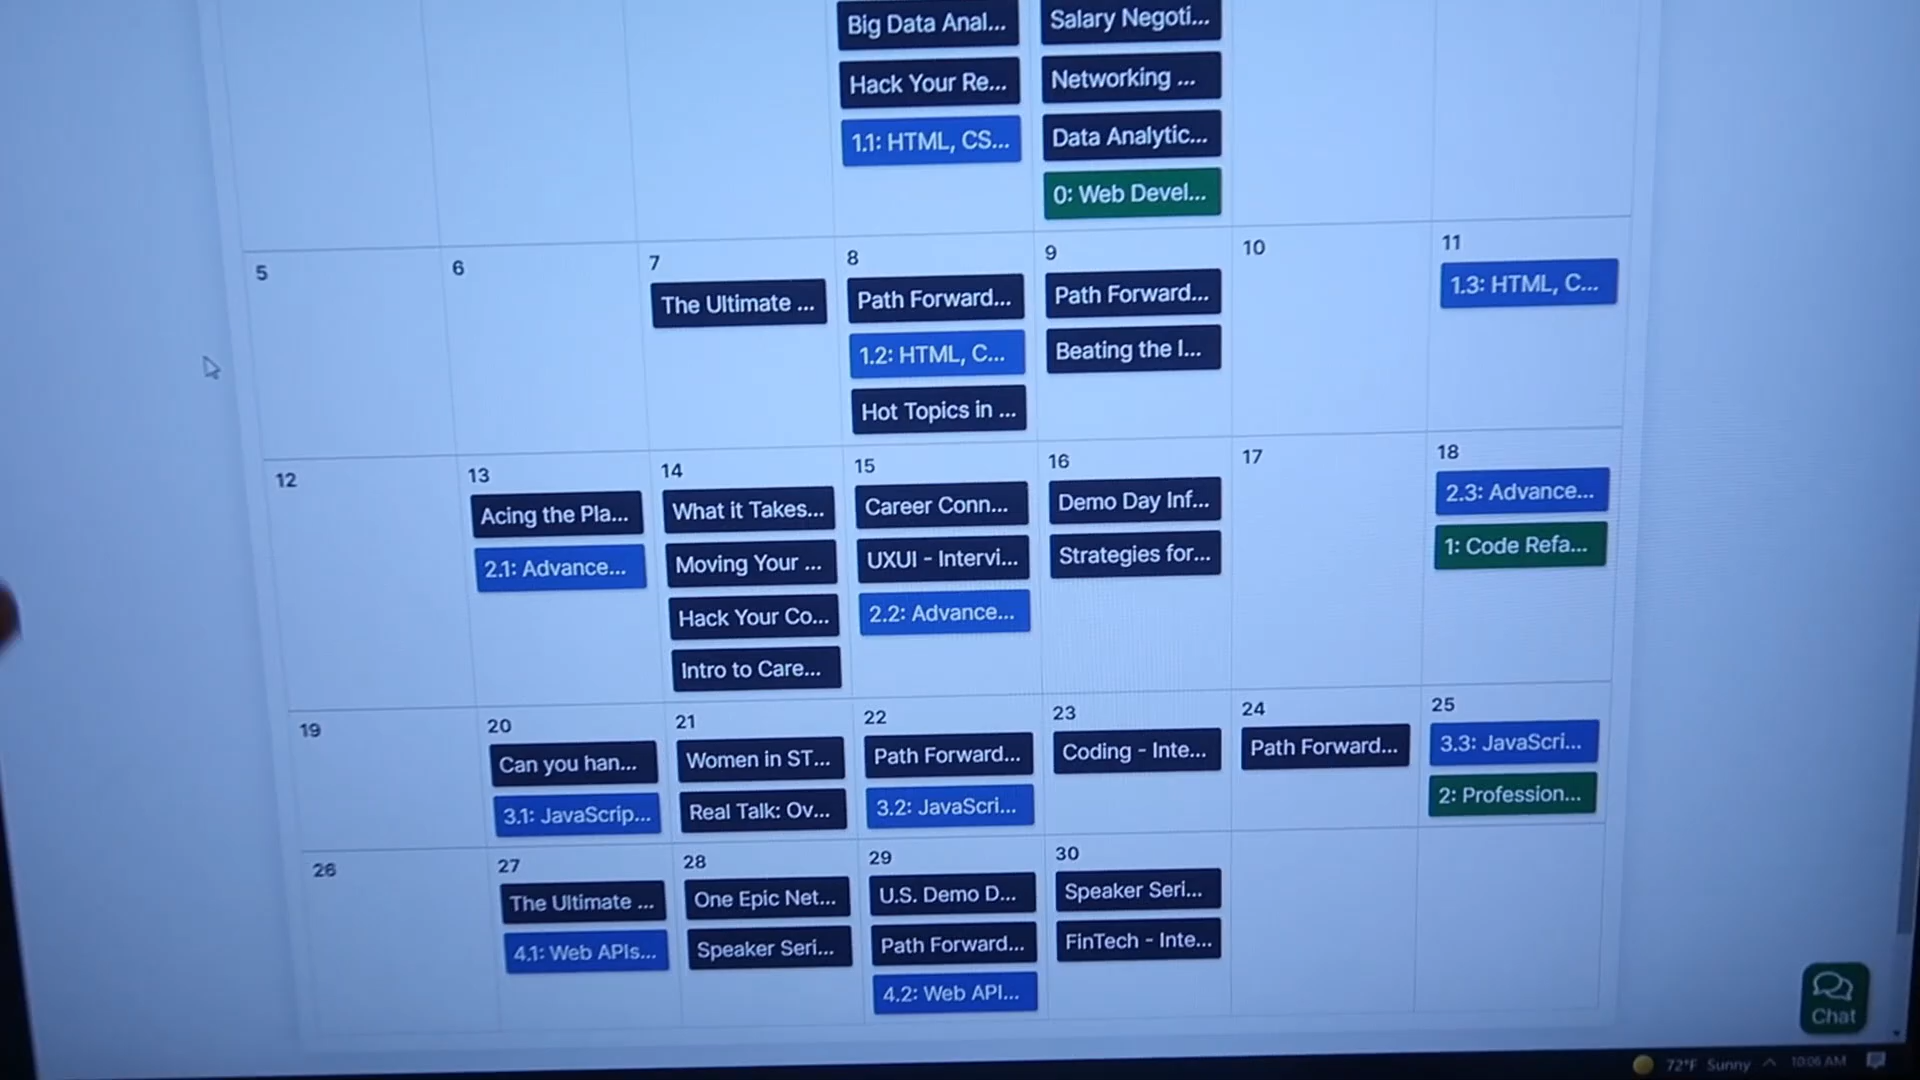 Big Data Anal...
Hack Your Re...
1.1: HTML, CS...
Salary Negoti...
Networking ...
Data Analytic...
0: Web Devel...
5
6
7
The Ultimate ...
8
Path Forward...
1.2: HTML, C...
Hot Topics in ...
9
Path Forward...
Beating the I...
10
11
1.3: HTML, C...
12
13
Acing the Pla...
2.1: Advance...
14
What it Takes...
Moving Your ...
Hack Your Co...
Intro to Care...
15
Career Conn...
UXUI - Intervi...
2.2: Advance...
16
Demo Day Inf...
Strategies for...
17
18
2.3: Advance...
1: Code Refa...
19
20
Can you han...
3.1: JavaScrip...
21
Women in ST...
Real Talk: Ov...
22
Path Forward...
3.2: JavaScri...
23
Coding - Inte...
24
Path Forward...
25
3.3: JavaScri...
2: Profession...
26
27
The Ultimate ...
4.1: Web APIs...
28
One Epic Net...
Speaker Seri...
29
U.S. Demo D...
Path Forward...
4.2: Web API...
30
Speaker Seri...
FinTech - Inte...
Chat
72°F Sunny
10:06 AM